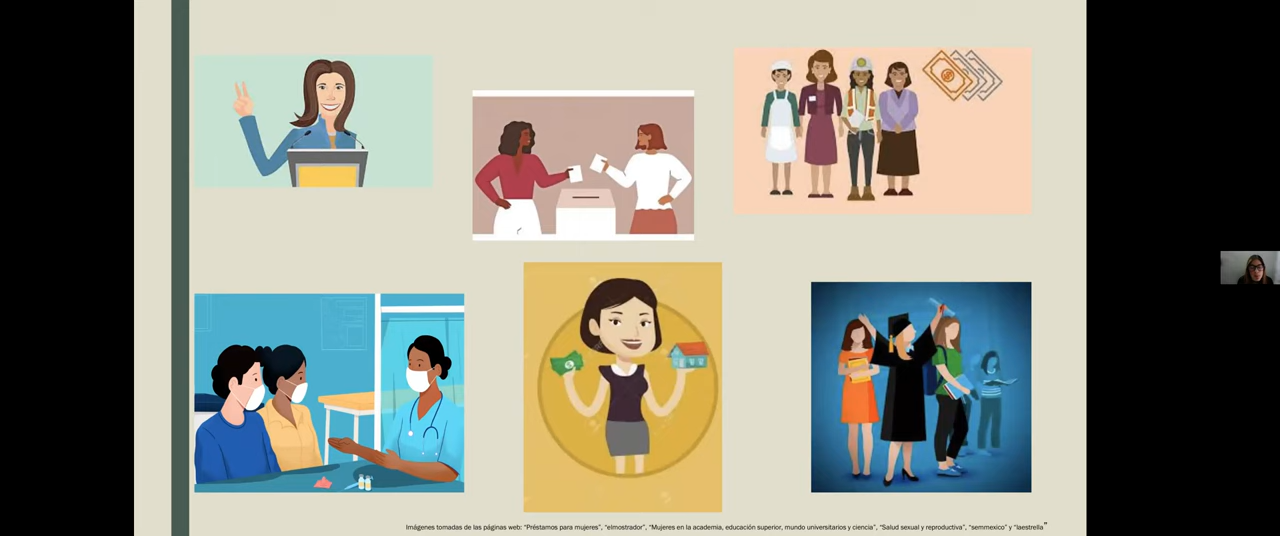 Imágenes tomadas de las páginas web: "Préstamos para mujeres", "elmostrador", "Mujeres en la academia, educación superior, mundo universitarios y ciencia", "Salud sexual y reproductiva", "semmexico" y "laestrella"